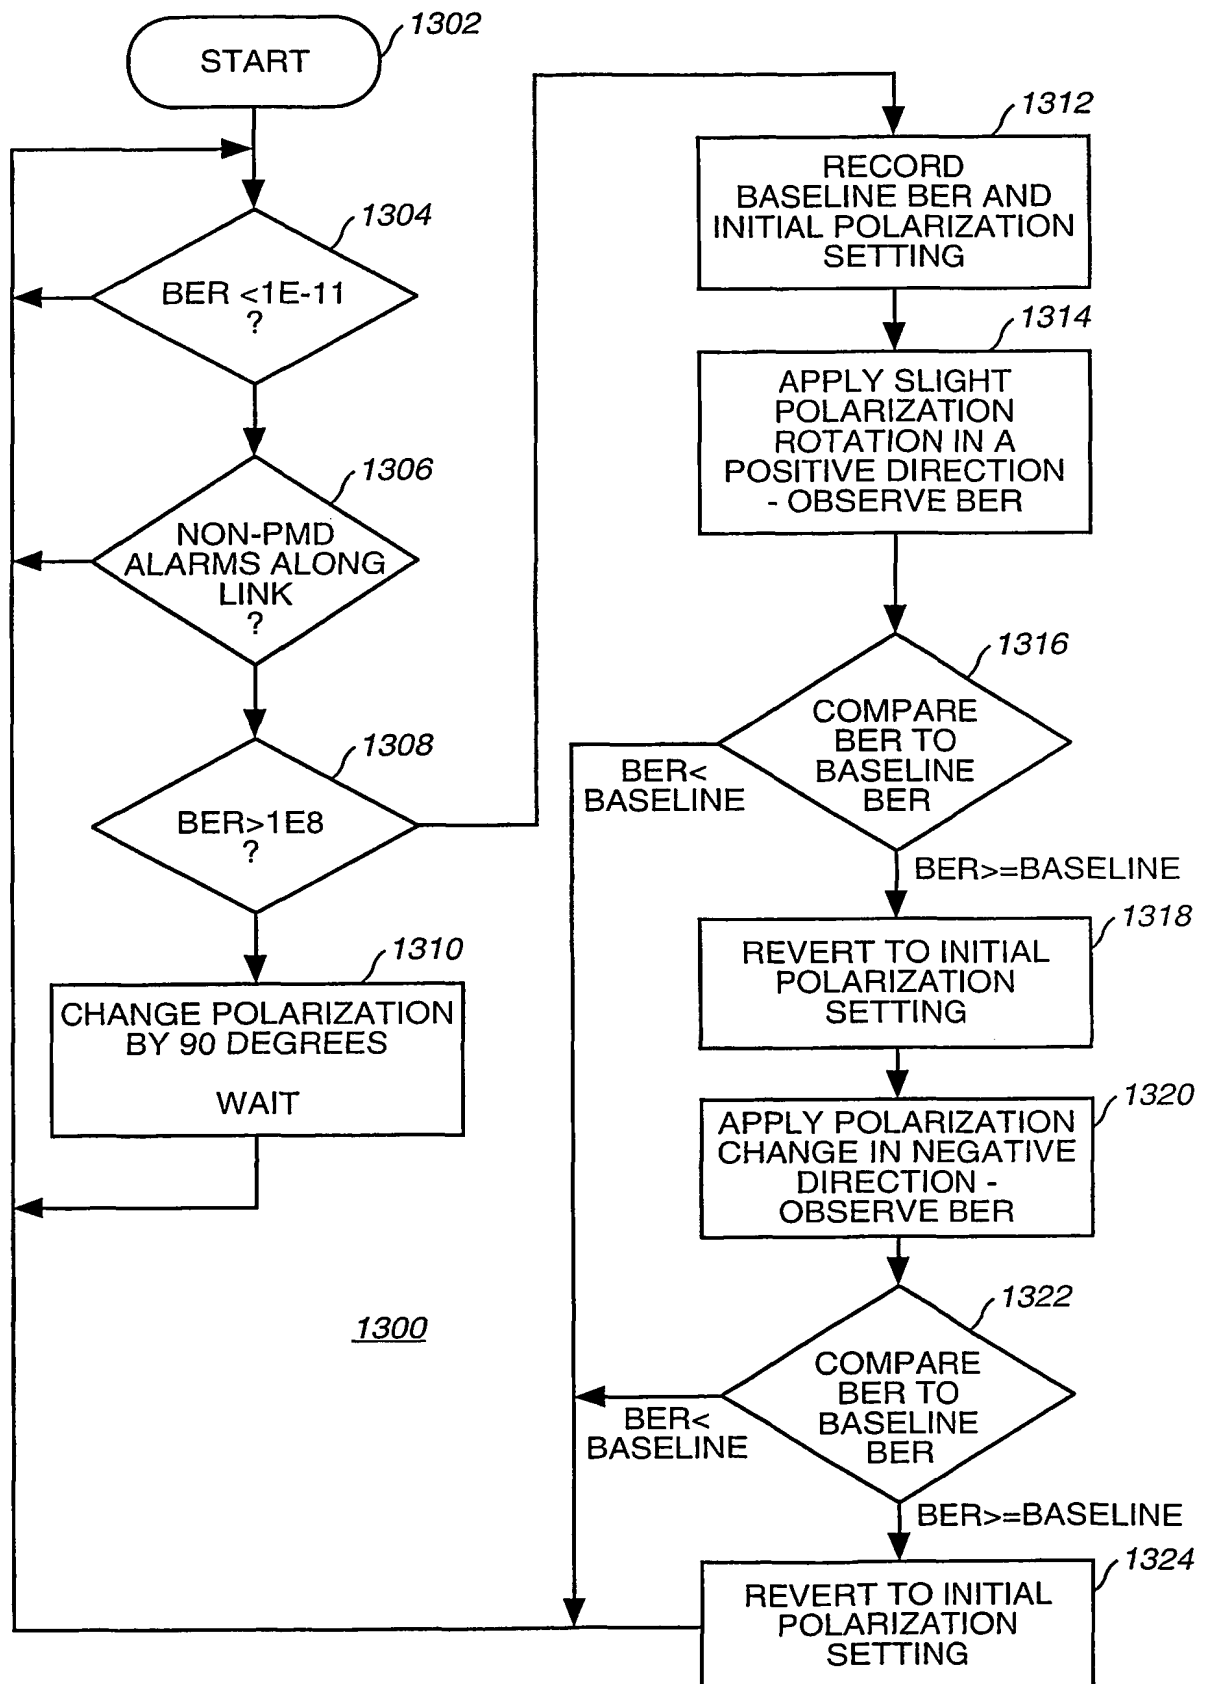 START
1302
BER <1E-11
?
1304
NON-PMD
ALARMS ALONG
LINK
?
1306
BER>1E8
?
1308
CHANGE POLARIZATION
BY 90 DEGREES
WAIT
1310
1300
RECORD
BASELINE BER AND
INITIAL POLARIZATION
SETTING
1312
APPLY SLIGHT
POLARIZATION
ROTATION IN A
POSITIVE DIRECTION
- OBSERVE BER
1314
COMPARE
BER TO
BASELINE
BER
1316
BER<
BASELINE
BER>=BASELINE
REVERT TO INITIAL
POLARIZATION
SETTING
1318
APPLY POLARIZATION
CHANGE IN NEGATIVE
DIRECTION -
OBSERVE BER
1320
COMPARE
BER TO
BASELINE
BER
1322
BER<
BASELINE
BER>=BASELINE
REVERT TO INITIAL
POLARIZATION
SETTING
1324